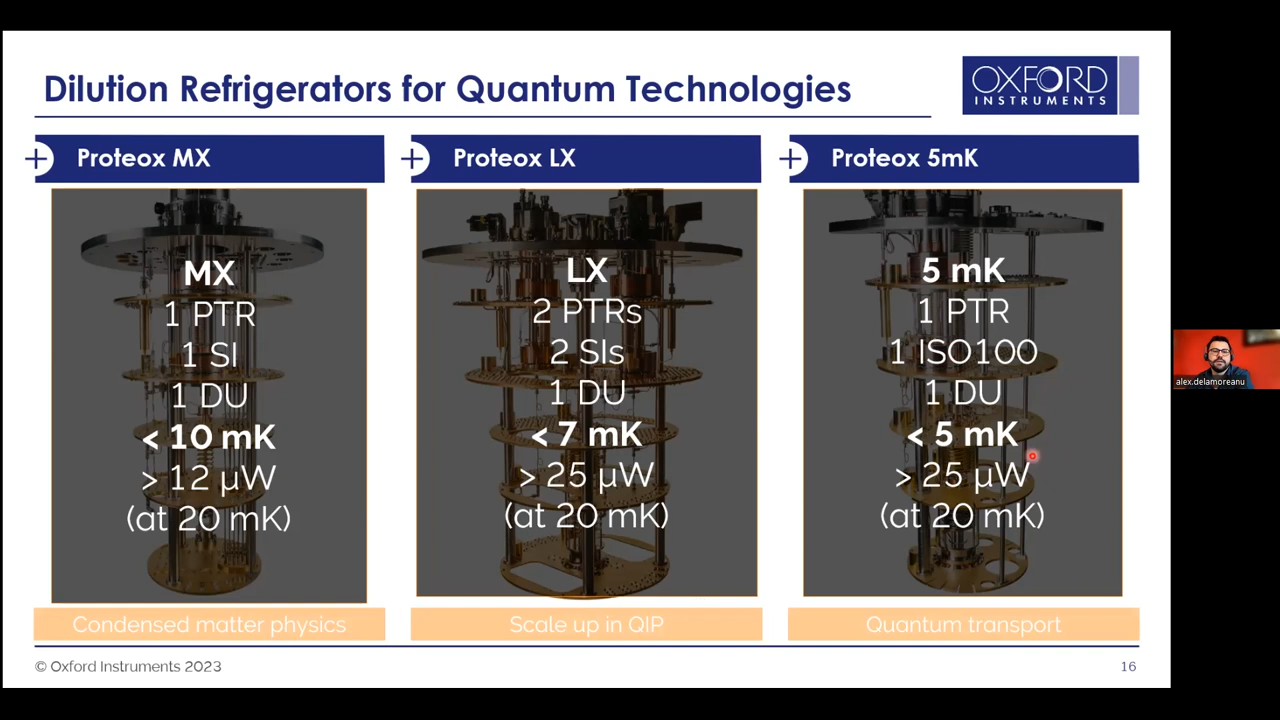 Dilution Refrigerators for Quantum Technologies
OXFORD
INSTRUMENTS
Proteox MX
Proteox LX
Proteox 5mK
MX
1 PTR
1 SI
1 DU
< 10 mK
> 12 µW
(at 20 mK)
LX
2 PTRs
2 SIs
1 DU
< 7 mK
> 25 µW
(at 20 mK)
5 mK
1 PTR
1 ISO100
1 DU
< 5 mK
> 25 µW
(at 20 mK)
Condensed matter physics
Scale up in QIP
Quantum transport
© Oxford Instruments 2023
16
alex.delamoreanu